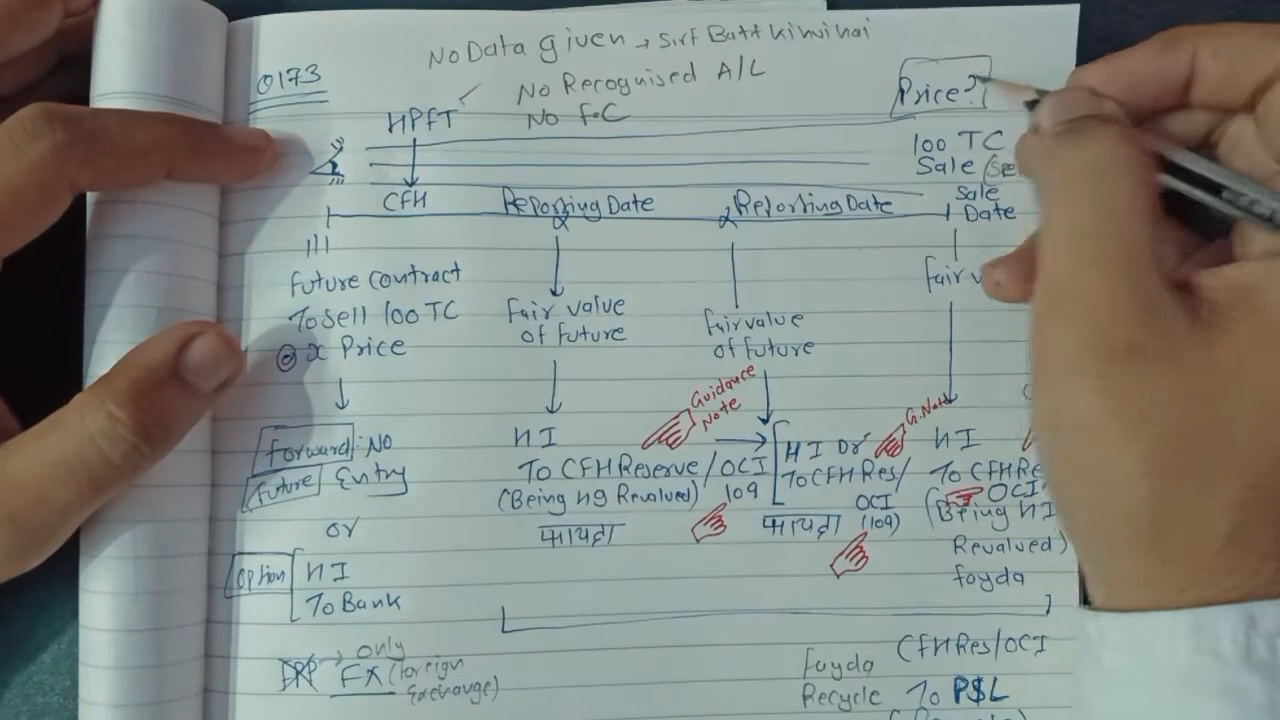 No Data given → sirf Batt ki hui hai
0173
HPFT
No Recognised A/L
No F.C
Price?
100 TC
Sale
CFH
Reporting Date
Reporting Date
Sale
Date
Future contract
To sell 100 TC
@ x Price
Fair value
of future
Fair value
of future
Fair
Guidance
Note
Forward: No
Future Entry
or
Option
HI
To Bank
HI
To CFH Reserve/OCI
(Being HI Revalued) 109
फायदा
HI Dr
To CFH Res/
OCI
फायदा (109)
G.Note
HI
To CFH Re
OCI
(Being HI
Revalued)
foyda
only
FX (Foreign
Exchange)
foyda
Recycle
CFH Res/OCI
To P&L